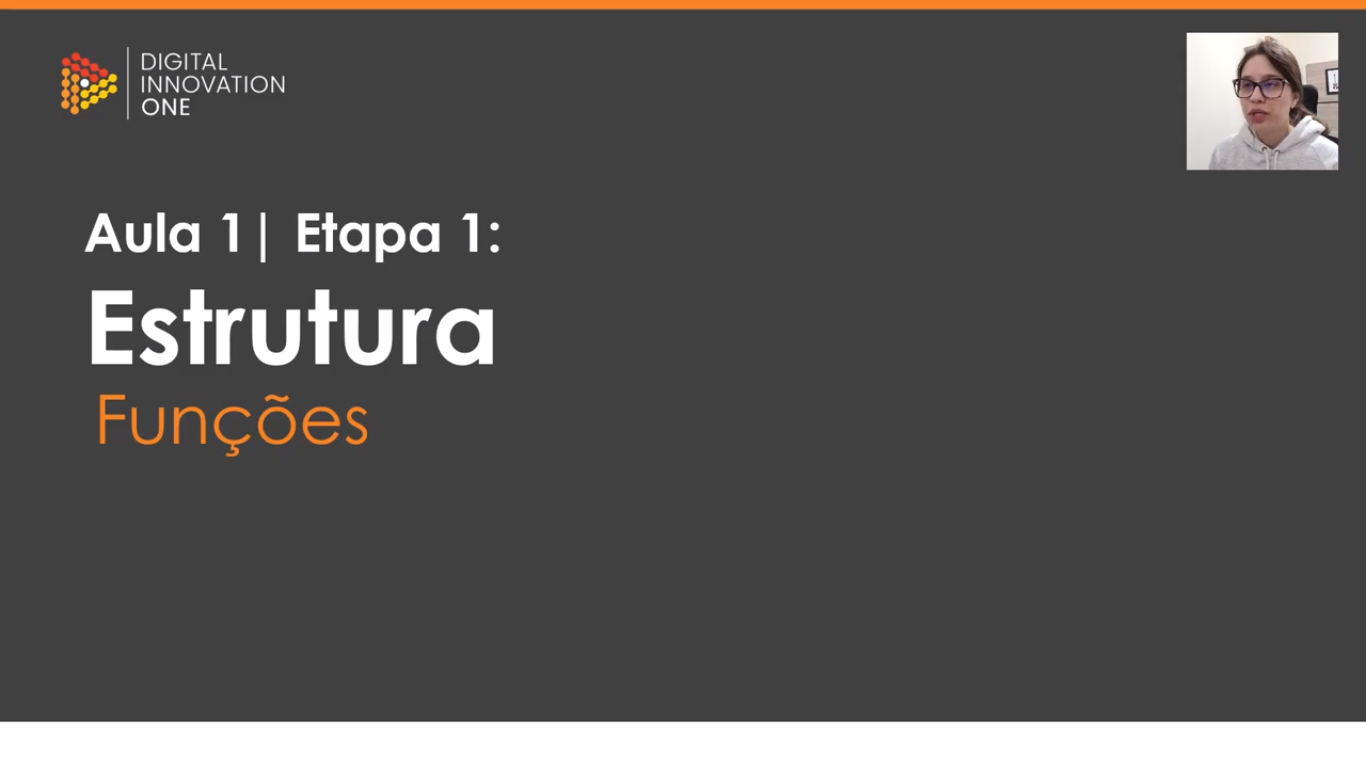 DIGITAL
INNOVATION
ONE
Aula 1| Etapa 1:
Estrutura
Funções